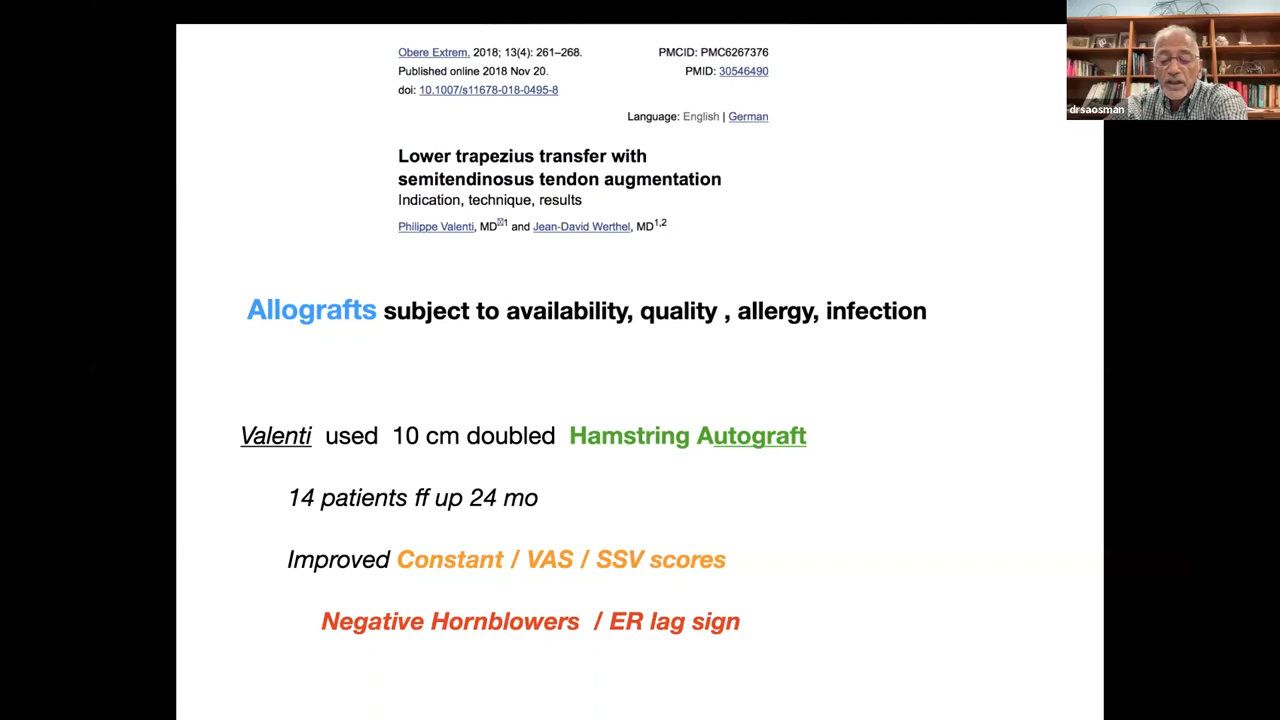 Obere Extrem. 2018; 13(4): 261–268.
PMCID: PMC6267376
Published online 2018 Nov 20.
PMID: 30546490
doi: 10.1007/s11678-018-0495-8
Language: English | German
Lower trapezius transfer with
semitendinosus tendon augmentation
Indication, technique, results
Philippe Valenti, MD1 and Jean-David Werthel, MD1,2
Allografts subject to availability, quality , allergy, infection
Valenti used 10 cm doubled Hamstring Autograft
14 patients ff up 24 mo
Improved Constant / VAS / SSV scores
Negative Hornblowers / ER lag sign
drsaosman